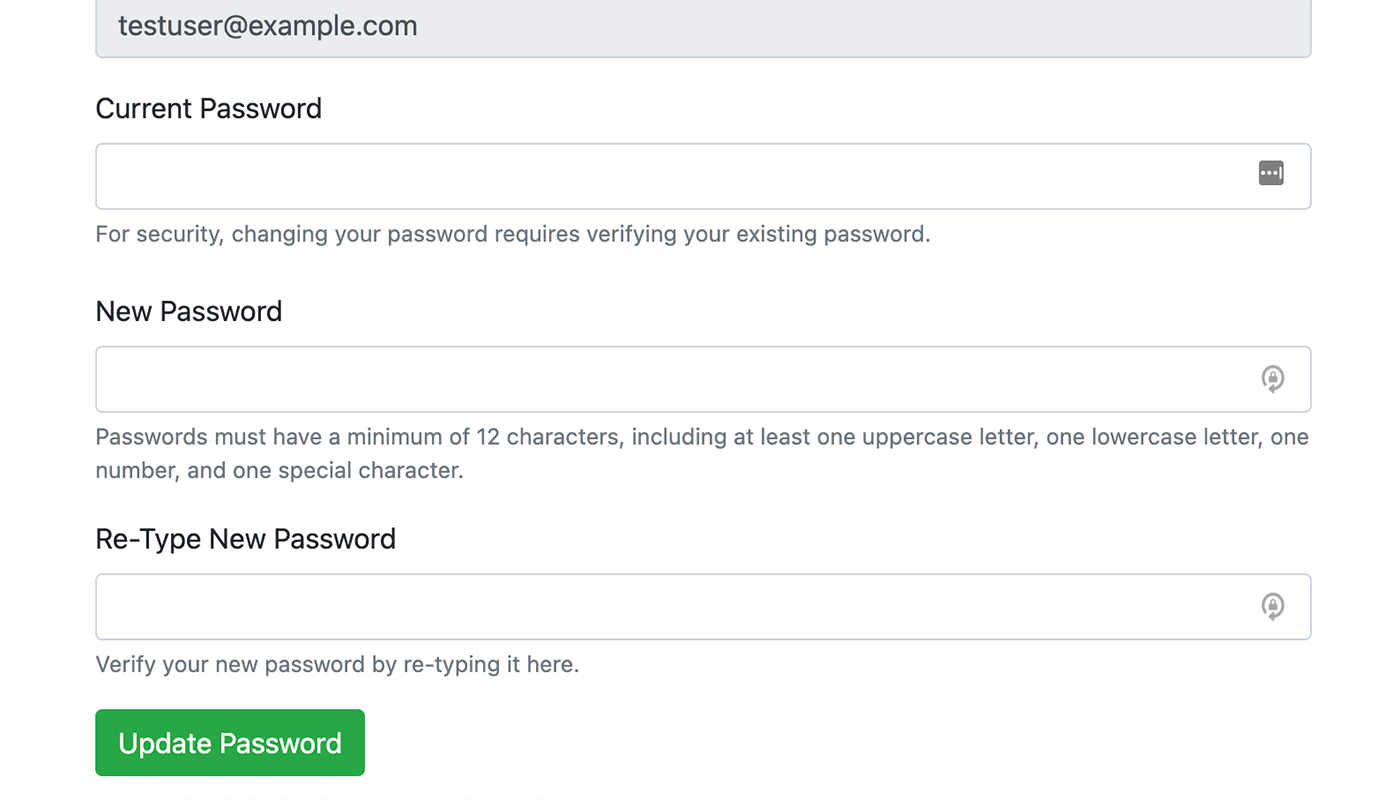 testuser@example.com
Current Password
For security, changing your password requires verifying your existing password.
New Password
Passwords must have a minimum of 12 characters, including at least one uppercase letter, one lowercase letter, one
number, and one special character.
Re-Type New Password
Verify your new password by re-typing it here.
Update Password